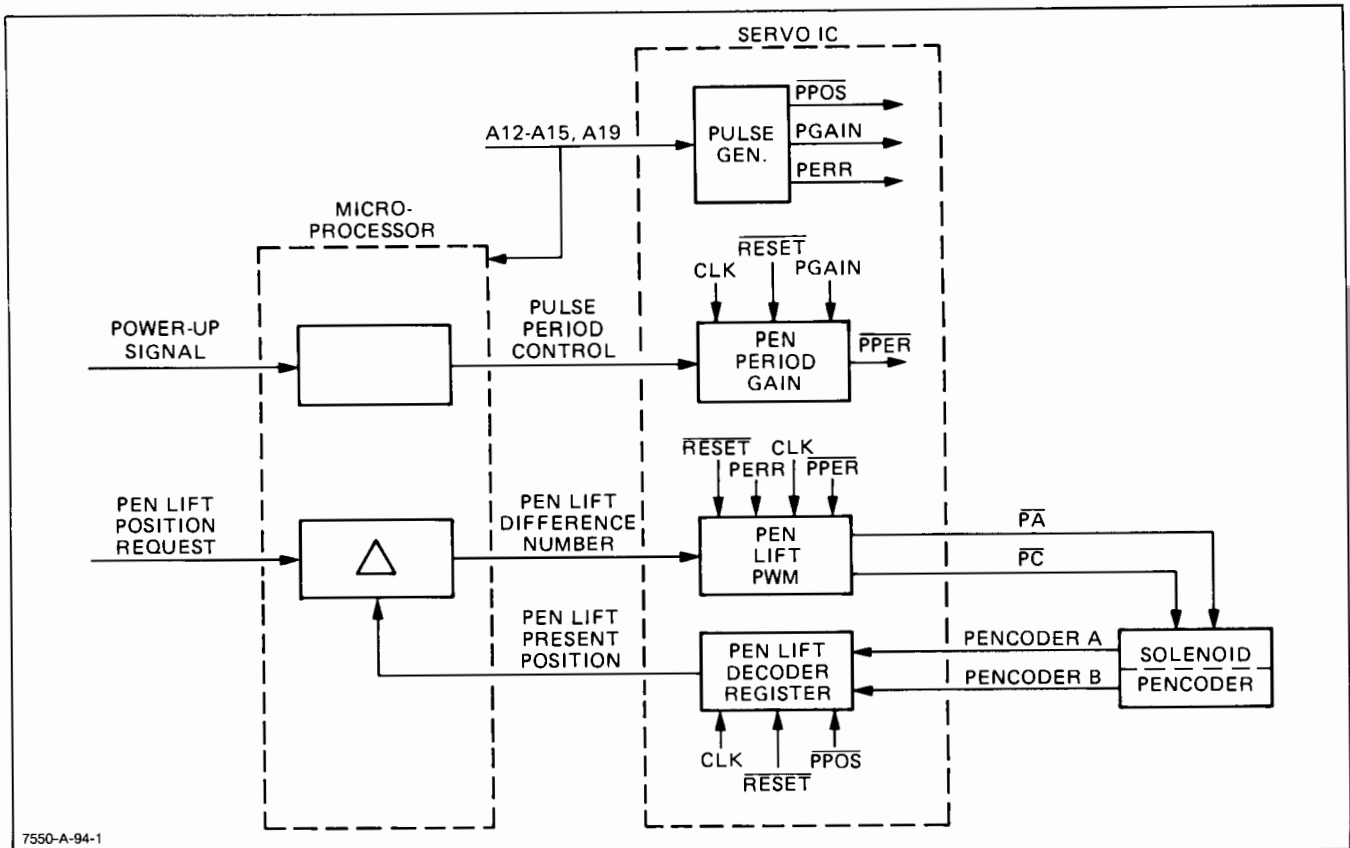 SERVO IC
A12-A15, A19
PULSE
GEN.
PPOS
PGAIN
PERR
MICRO-
PROCESSOR
POWER-UP
SIGNAL
PULSE
PERIOD
CONTROL
CLK
RESET
PGAIN
PEN
PERIOD
GAIN
PPER
PEN LIFT
POSITION
REQUEST
△
PEN LIFT
DIFFERENCE
NUMBER
RESET
PERR
CLK
PPER
PEN
LIFT
PWM
PA
PC
PEN LIFT
PRESENT
POSITION
PEN LIFT
DECODER
REGISTER
PENCODER A
PENCODER B
SOLENOID
PENCODER
CLK
RESET
PPOS
7550-A-94-1